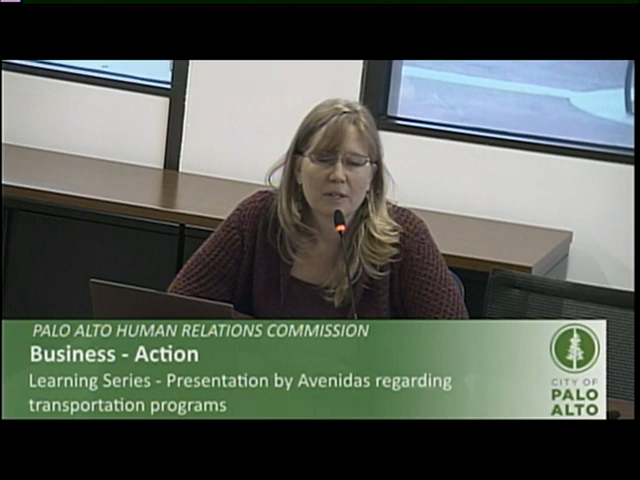 PALO ALTO HUMAN RELATIONS COMMISSION
Business - Action
Learning Series - Presentation by Avenidas regarding
transportation programs
CITY OF
PALO
ALTO